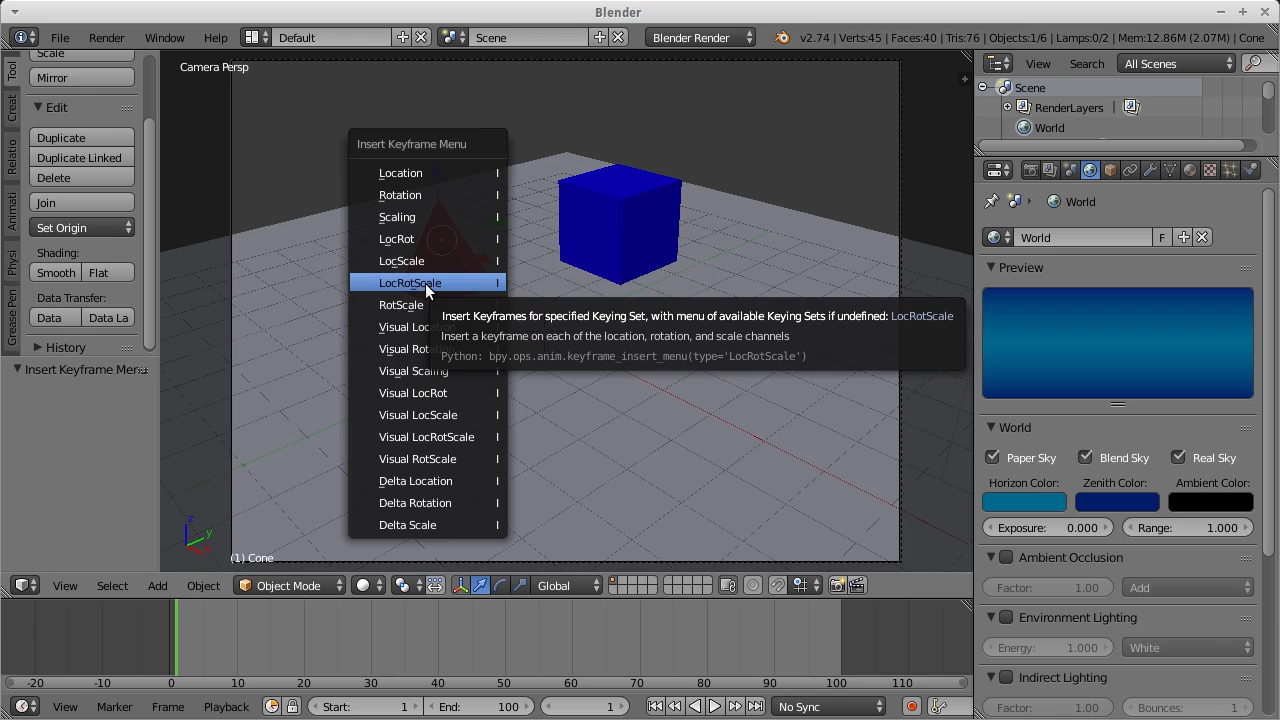 Blender
File Render Window Help Default Scene Blender Render v2.74 | Verts:45 | Faces:40 | Tris:76 | Objects:1/6 | Lamps:0/2 | Mem:12.86M (2.07M) | Cone
Tool
Creat
Relatio
Animati
Physi
Grease Pen
Scale
Mirror
Edit
Duplicate
Duplicate Linked
Delete
Join
Set Origin
Shading:
Smooth Flat
Data Transfer:
Data Data La
History
Insert Keyframe Menu
Camera Persp
Insert Keyframe Menu
Location I
Rotation I
Scaling I
LocRot I
LocScale I
LocRotScale I
RotScale
Visual Location
Visual Rotation
Visual Scaling I
Visual LocRot I
Visual LocScale I
Visual LocRotScale I
Visual RotScale I
Delta Location I
Delta Rotation I
Delta Scale I
Insert Keyframes for specified Keying Set, with menu of available Keying Sets if undefined: LocRotScale
Insert a keyframe on each of the location, rotation, and scale channels
Python: bpy.ops.anim.keyframe_insert_menu(type='LocRotScale')
z
y
x
(1) Cone
View Select Add Object Object Mode Global
-20 -10 0 10 20 30 40 50 60 70 80 90 100 110
View Marker Frame Playback Start: 1 End: 100 1 No Sync
View Search All Scenes
Scene
RenderLayers |
World
World
World F
Preview
World
Paper Sky Blend Sky Real Sky
Horizon Color: Zenith Color: Ambient Color:
Exposure: 0.000 Range: 1.000
Ambient Occlusion
Factor: 1.00 Add
Environment Lighting
Energy: 1.000 White
Indirect Lighting
Factor: 1.00 Bounces: 1